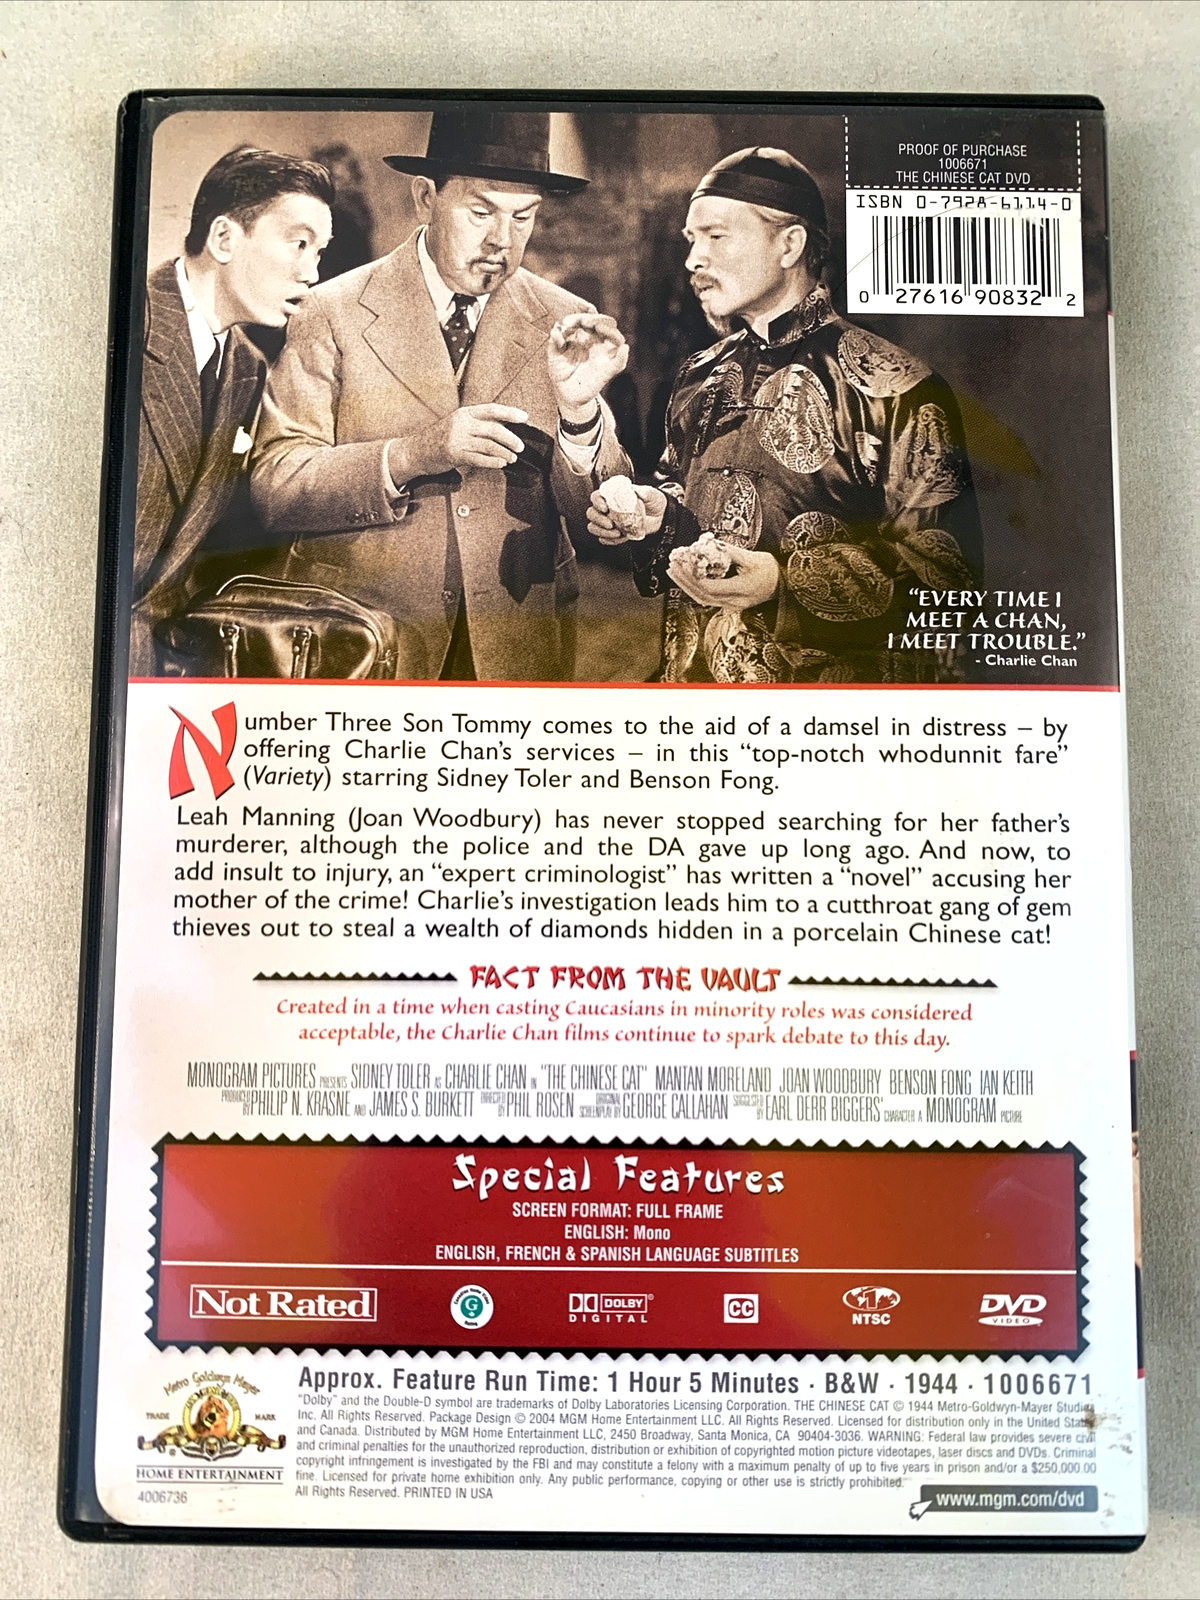 PROOF OF PURCHASE
1006671
THE CHINESE CAT DVD
ISBN 0-7928-6114-0
0 27616 90832 2
“EVERY TIME I
MEET A CHAN,
I MEET TROUBLE.”
- Charlie Chan
Number Three Son Tommy comes to the aid of a damsel in distress – by
offering Charlie Chan’s services – in this “top-notch whodunnit fare”
(Variety) starring Sidney Toler and Benson Fong.
Leah Manning (Joan Woodbury) has never stopped searching for her father’s
murderer, although the police and the DA gave up long ago. And now, to
add insult to injury, an “expert criminologist” has written a “novel” accusing her
mother of the crime! Charlie’s investigation leads him to a cutthroat gang of gem
thieves out to steal a wealth of diamonds hidden in a porcelain Chinese cat!
FACT FROM THE VAULT
Created in a time when casting Caucasians in minority roles was considered
acceptable, the Charlie Chan films continue to spark debate to this day.
MONOGRAM PICTURES PRESENTS SIDNEY TOLER AS CHARLIE CHAN IN "THE CHINESE CAT" MANTAN MORELAND JOAN WOODBURY BENSON FONG IAN KEITH
PRODUCED BY PHILIP N. KRASNE AND JAMES S. BURKETT DIRECTED BY PHIL ROSEN ORIGINAL SCREENPLAY BY GEORGE CALLAHAN SUGGESTED BY EARL DERR BIGGERS' CHARACTER A MONOGRAM PICTURE
Special Features
SCREEN FORMAT: FULL FRAME
ENGLISH: Mono
ENGLISH, FRENCH & SPANISH LANGUAGE SUBTITLES
Not Rated
Canadian Home Video
G
Rating
DOLBY®
DIGITAL
CC
NTSC
DVD
VIDEO
Metro Goldwyn Mayer
TRADE MARK
®
HOME ENTERTAINMENT
4006736
Approx. Feature Run Time: 1 Hour 5 Minutes · B&W · 1944 · 1006671
"Dolby" and the Double-D symbol are trademarks of Dolby Laboratories Licensing Corporation. THE CHINESE CAT © 1944 Metro-Goldwyn-Mayer Studios
Inc. All Rights Reserved. Package Design © 2004 MGM Home Entertainment LLC. All Rights Reserved. Licensed for distribution only in the United States
and Canada. Distributed by MGM Home Entertainment LLC, 2450 Broadway, Santa Monica, CA 90404-3036. WARNING: Federal law provides severe civil
and criminal penalties for the unauthorized reproduction, distribution or exhibition of copyrighted motion picture videotapes, laser discs and DVDs. Criminal
copyright infringement is investigated by the FBI and may constitute a felony with a maximum penalty of up to five years in prison and/or a $250,000.00
fine. Licensed for private home exhibition only. Any public performance, copying or other use is strictly prohibited.
All Rights Reserved. PRINTED IN USA
www.mgm.com/dvd